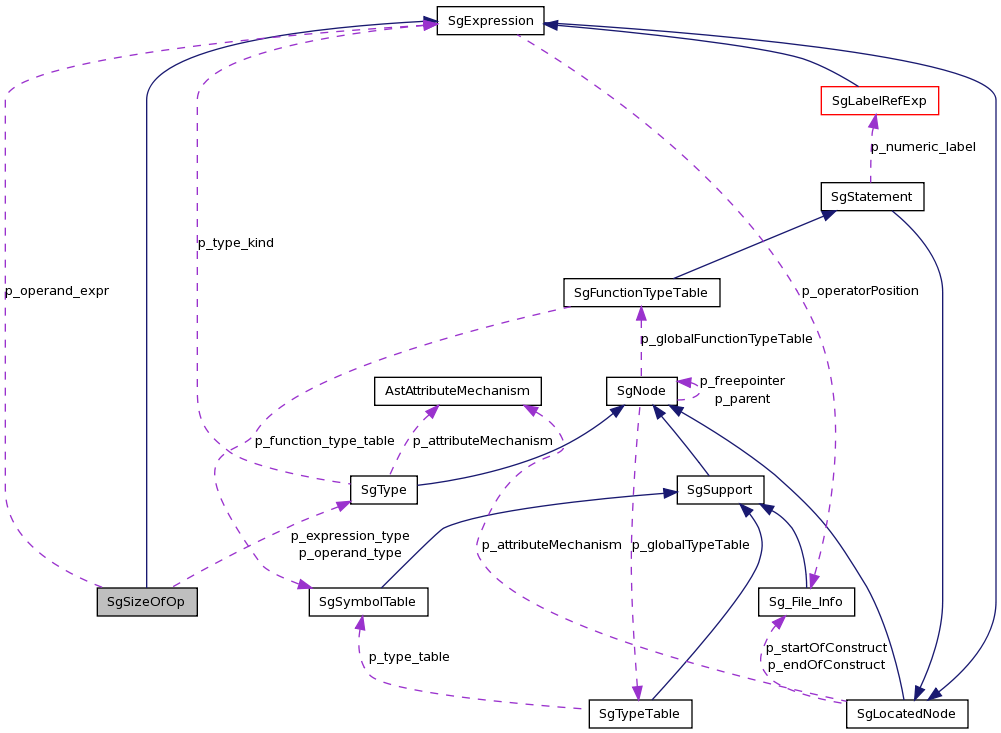 SgExpression
SgLabelRefExp
p_numeric_label
SgStatement
p_type_kind
p_operand_expr
SgFunctionTypeTable
p_operatorPosition
p_globalFunctionTypeTable
AstAttributeMechanism
SgNode
p_freepointer
p_parent
p_function_type_table
p_attributeMechanism
SgType
SgSupport
p_expression_type
p_operand_type
p_attributeMechanism
p_globalTypeTable
SgSizeOfOp
SgSymbolTable
Sg_File_Info
p_type_table
p_startOfConstruct
p_endOfConstruct
SgTypeTable
SgLocatedNode